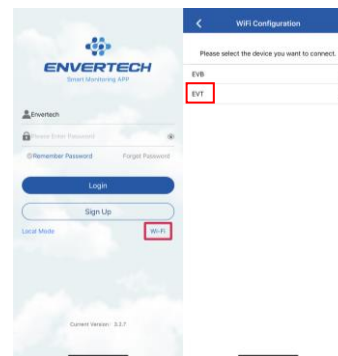 ENVERTECH
Smart Monitoring APP
Envertech
Please Enter Password
Remember Password Forget Password
Login
Sign Up
Local Mode Wi-Fi
Current Version: 3.2.7
WiFi Configuration
Please select the device you want to connect.
EVB
EVT